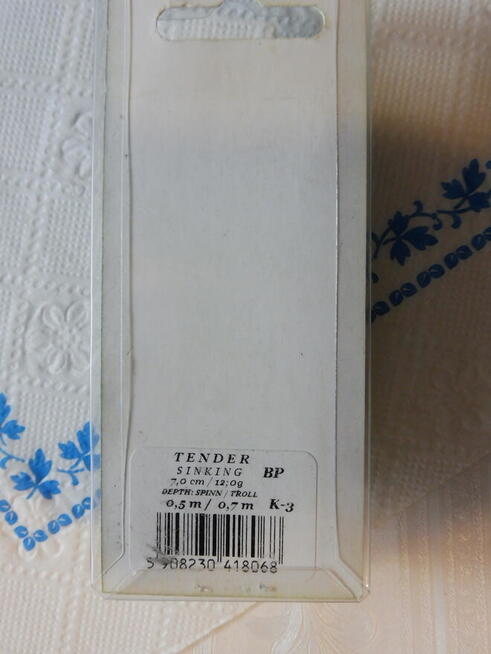 TENDER
SINKING BP
7,0 cm / 12,0g
DEPTH: SPINN / TROLL
0,5 m / 0,7 m K-3
5 908230 418068